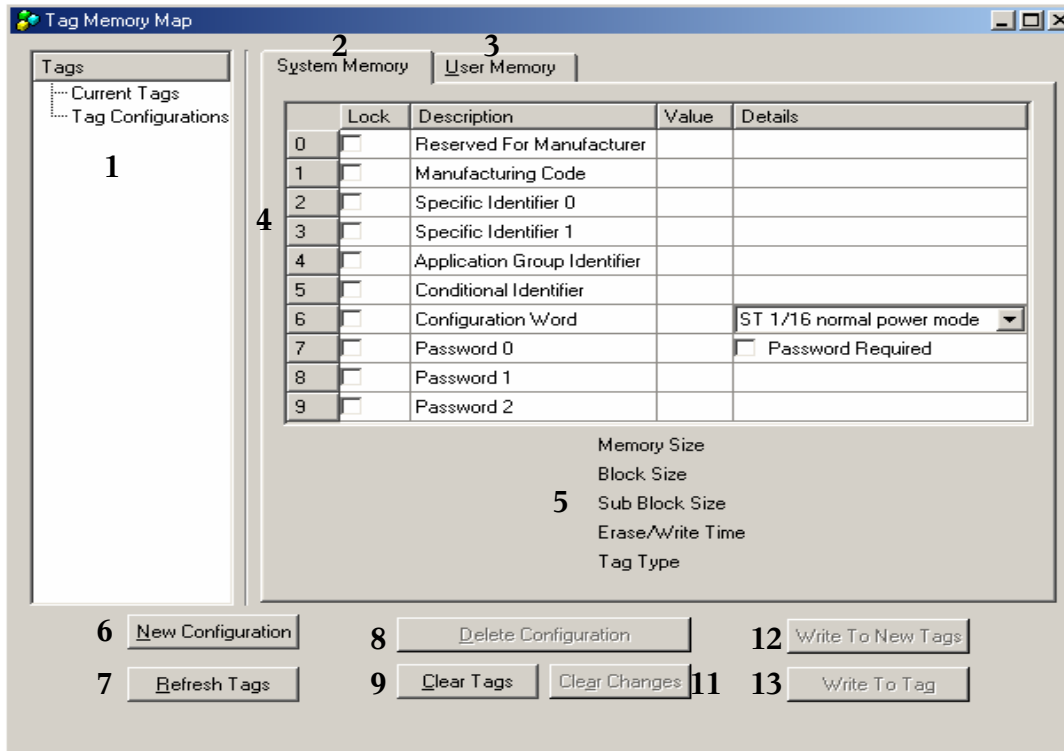 Tag Memory Map
2 3
Tags
System Memory User Memory
Current Tags
Tag Configurations
1
Lock Description Value Details
0 Reserved For Manufacturer
1 Manufacturing Code
2 Specific Identifier 0
4
3 Specific Identifier 1
4 Application Group Identifier
5 Conditional Identifier
6 Configuration Word ST 1/16 normal power mode
7 Password 0 Password Required
8 Password 1
9 Password 2
Memory Size
Block Size
5 Sub Block Size
Erase/Write Time
Tag Type
6 New Configuration 8 Delete Configuration 12 Write To New Tags
7 Refresh Tags 9 Clear Tags Clear Changes 11 13 Write To Tag